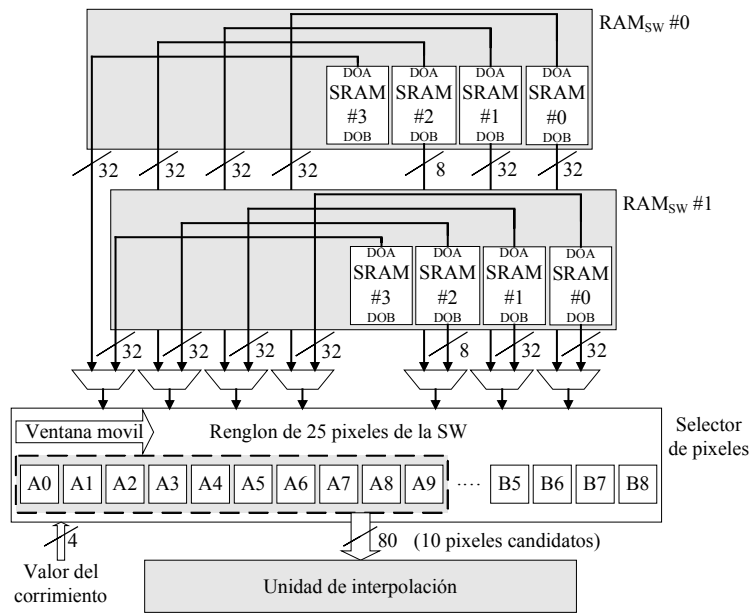 RAMSW #0
DOA DOA DOA DOA
SRAM SRAM SRAM SRAM
#3 #2 #1 #0
DOB DOB DOB DOB
32 32 32 32 8 32 32
RAMSW #1
DOA DOA DOA DOA
SRAM SRAM SRAM SRAM
#3 #2 #1 #0
DOB DOB DOB DOB
32 32 32 32 8 32 32
Ventana movil Renglon de 25 pixeles de la SW
Selector
de pixeles
A0 A1 A2 A3 A4 A5 A6 A7 A8 A9 .... B5 B6 B7 B8
4 80 (10 pixeles candidatos)
Valor del
corrimiento
Unidad de interpolación